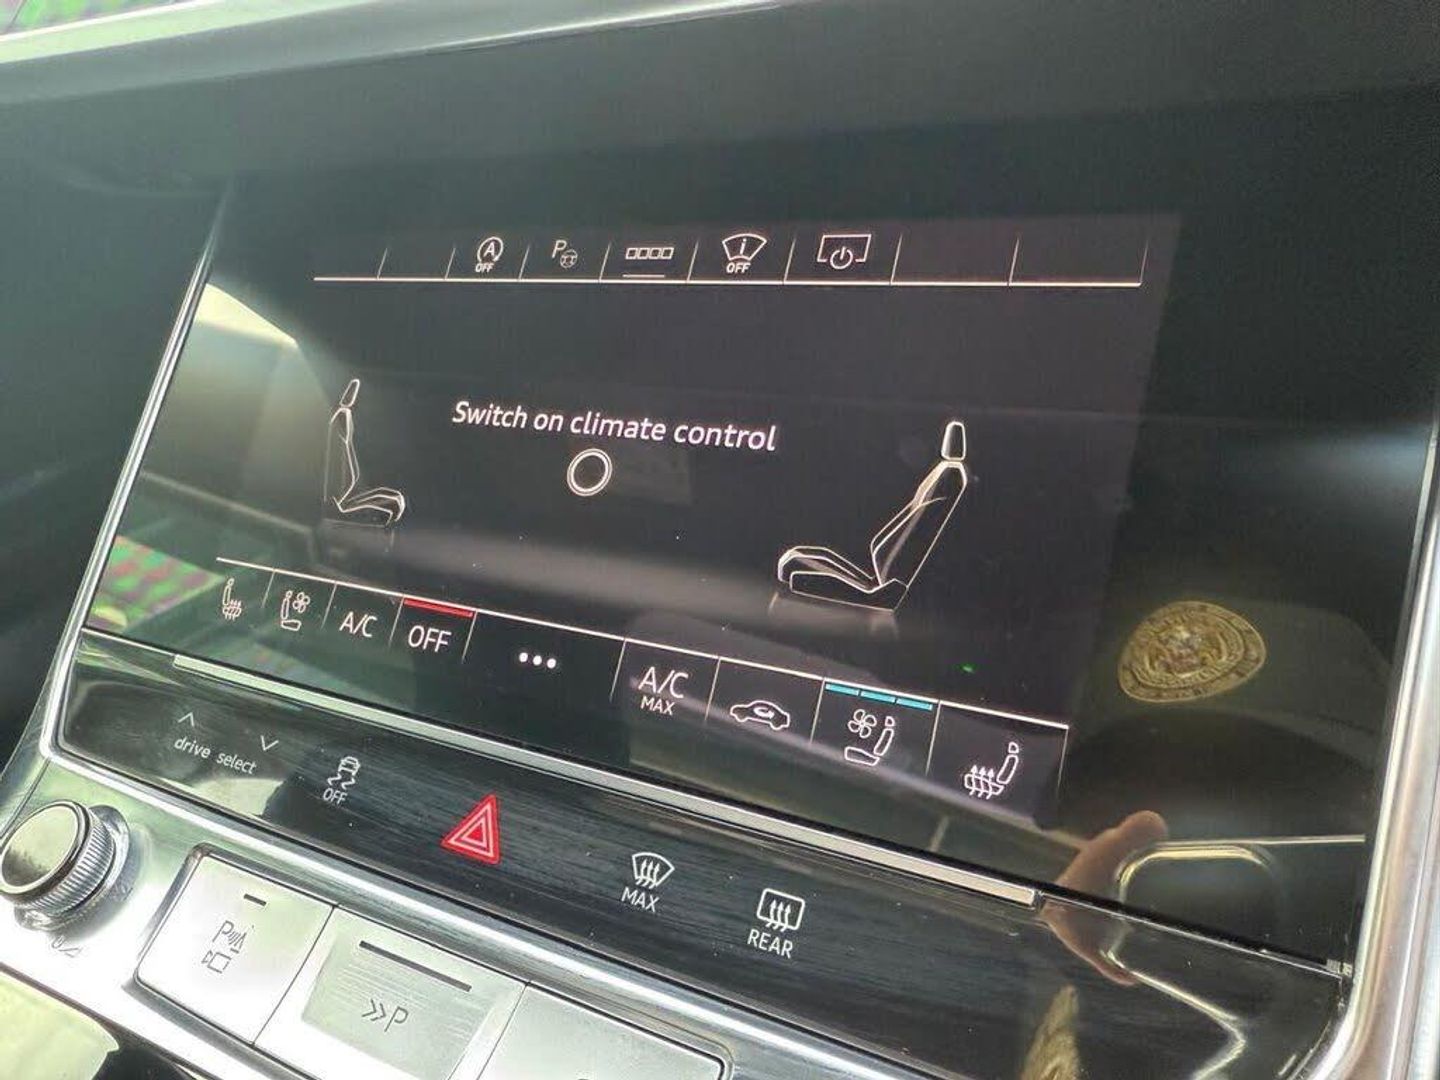 A
OFF
P
i
OFF
Switch on climate control
A/C
OFF
A/C
MAX
drive select
OFF
MAX
REAR
P
>>P